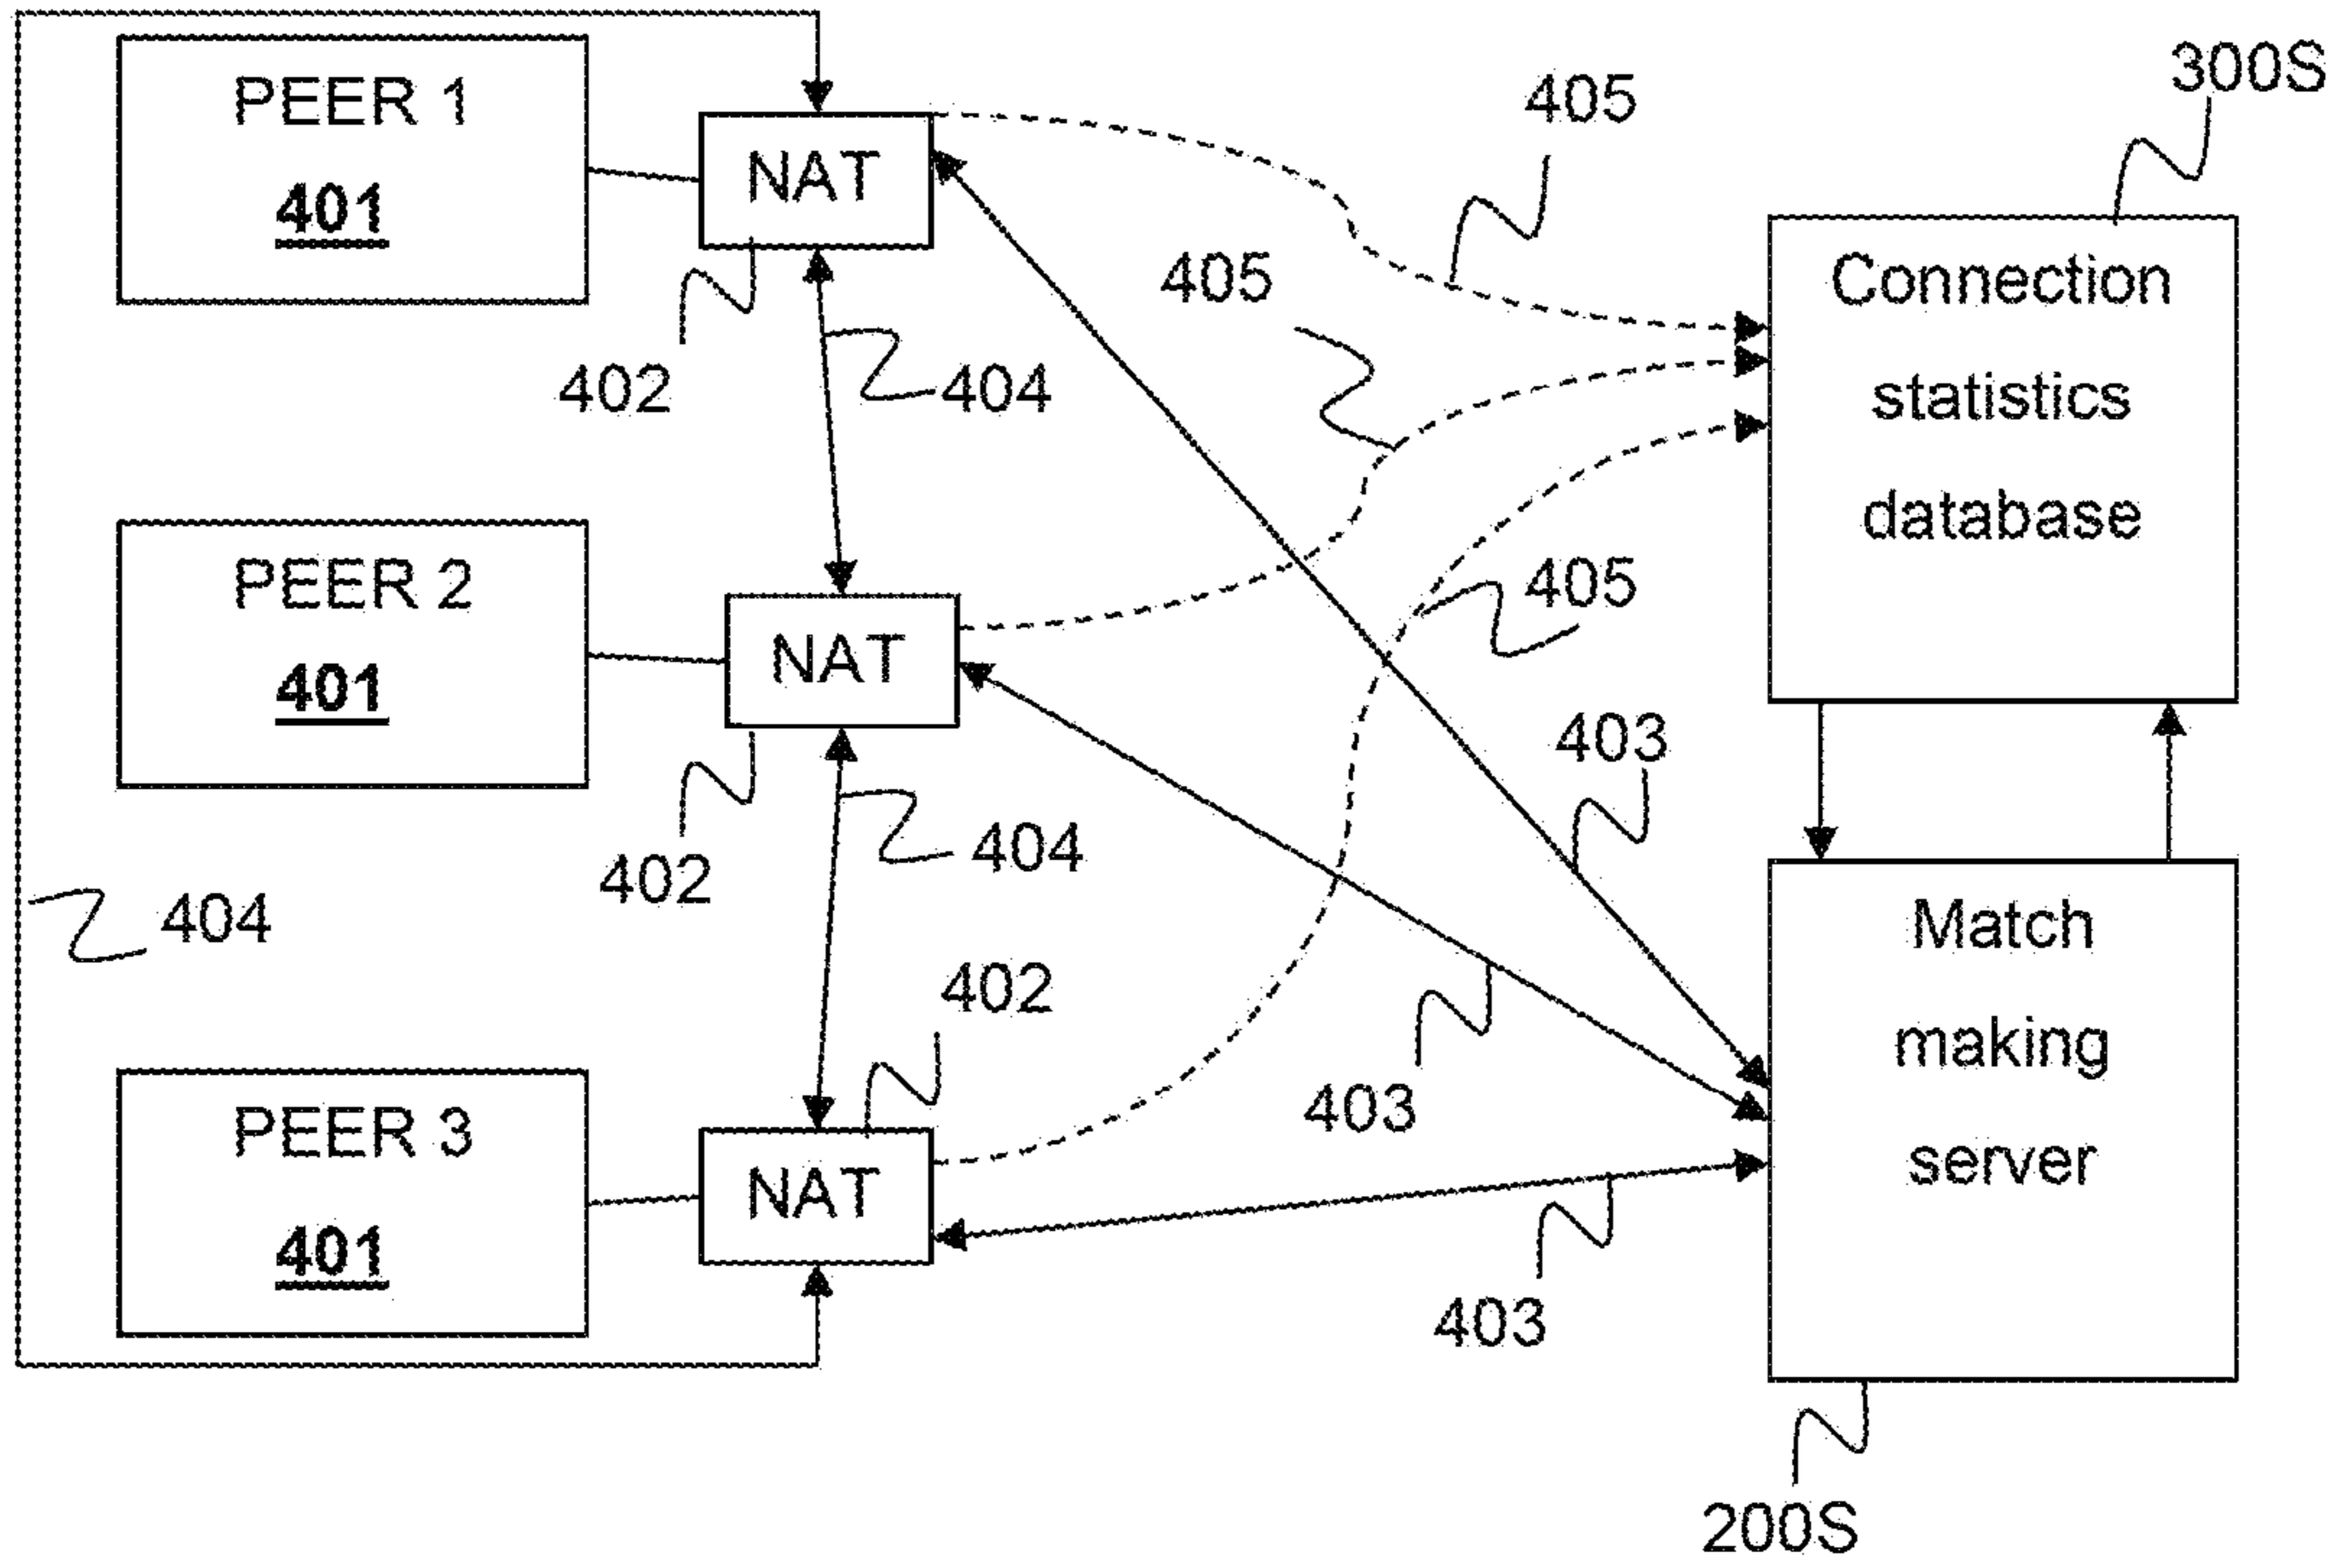 300S
PEER 1
401
NAT
405
405
Connection
statistics
database
402
404
PEER 2
401
NAT
405
403
402
404
404
Match
making
server
402
403
PEER 3
401
NAT
403
200S